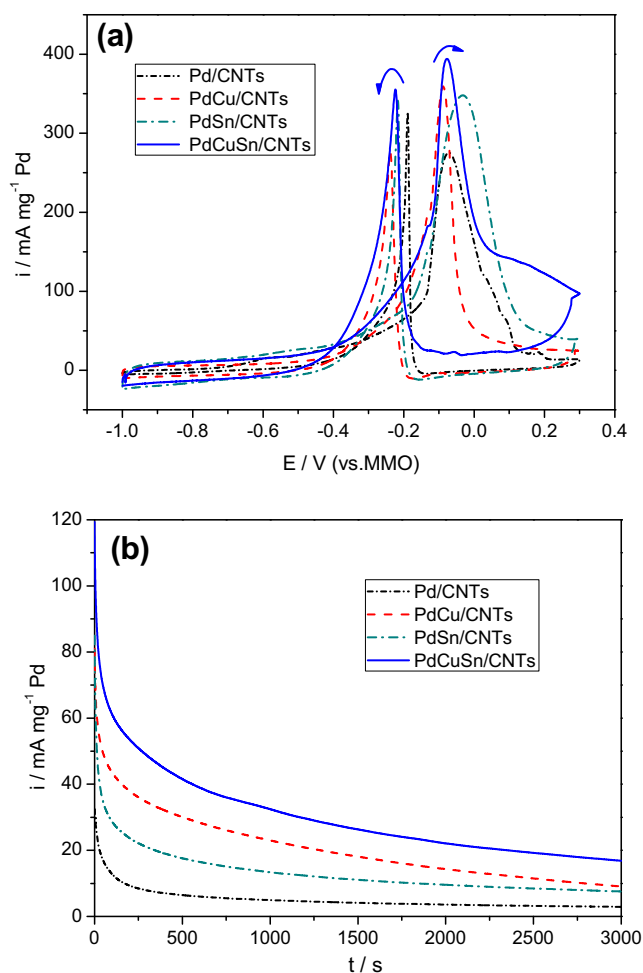 (a)
400
300
200
100
0
i / mA mg⁻¹ Pd
Pd/CNTs
PdCu/CNTs
PdSn/CNTs
PdCuSn/CNTs
-1.0 -0.8 -0.6 -0.4 -0.2 0.0 0.2 0.4
E / V (vs.MMO)
(b)
120
100
80
60
40
20
0
i / mA mg⁻¹ Pd
Pd/CNTs
PdCu/CNTs
PdSn/CNTs
PdCuSn/CNTs
0 500 1000 1500 2000 2500 3000
t / s